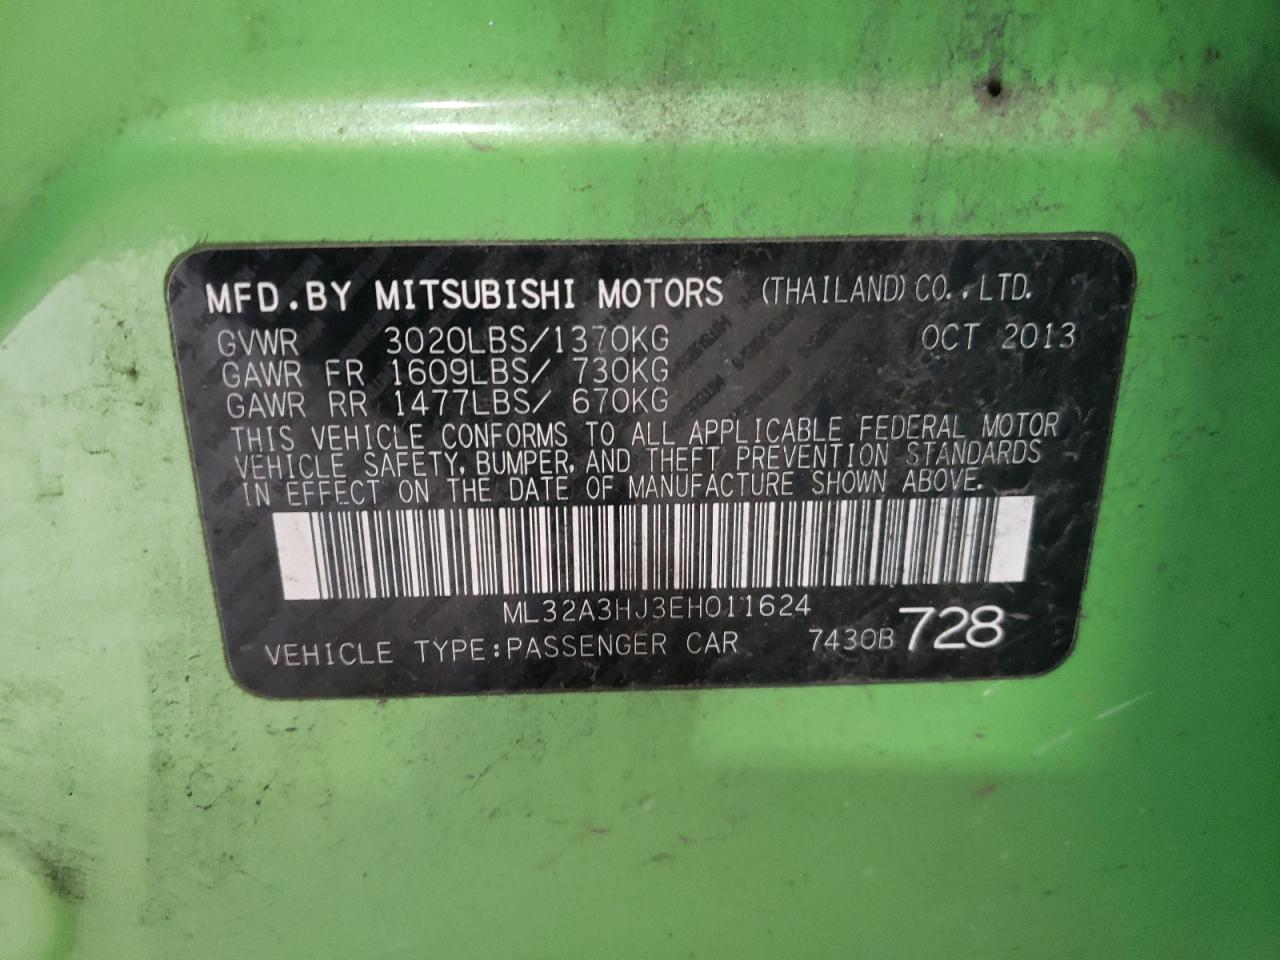 MFD.BY MITSUBISHI MOTORS (THAILAND) CO.,LTD.
GVWR 3020LBS/1370KG OCT 2013
GAWR FR 1609LBS/ 730KG
GAWR RR 1477LBS/ 670KG
THIS VEHICLE CONFORMS TO ALL APPLICABLE FEDERAL MOTOR
VEHICLE SAFETY, BUMPER, AND THEFT PREVENTION STANDARDS
IN EFFECT ON THE DATE OF MANUFACTURE SHOWN ABOVE.
ML32A3HJ3EH011624
VEHICLE TYPE:PASSENGER CAR 7430B 728